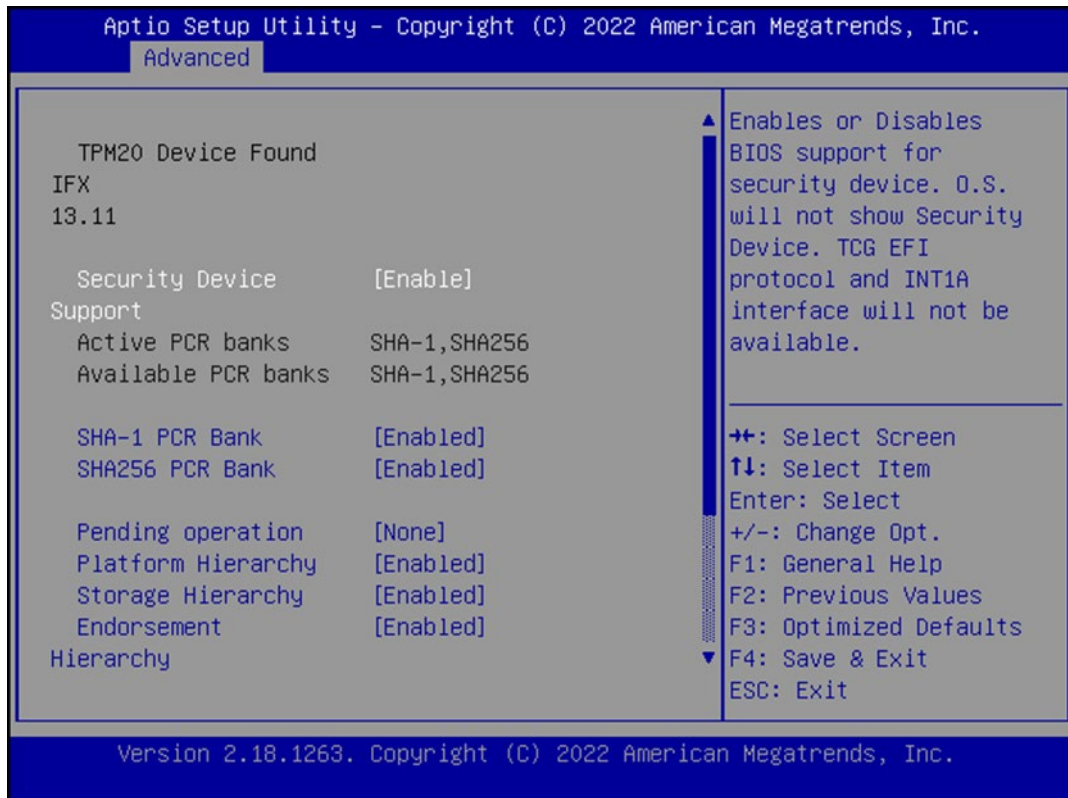 Aptio Setup Utility – Copyright (C) 2022 American Megatrends, Inc.
Advanced
TPM20 Device Found
IFX
13.11
Security Device [Enable]
Support
Active PCR banks SHA-1,SHA256
Available PCR banks SHA-1,SHA256
SHA-1 PCR Bank [Enabled]
SHA256 PCR Bank [Enabled]
Pending operation [None]
Platform Hierarchy [Enabled]
Storage Hierarchy [Enabled]
Endorsement [Enabled]
Hierarchy
Enables or Disables
BIOS support for
security device. O.S.
will not show Security
Device. TCG EFI
protocol and INT1A
interface will not be
available.
→←: Select Screen
↑↓: Select Item
Enter: Select
+/-: Change Opt.
F1: General Help
F2: Previous Values
F3: Optimized Defaults
F4: Save & Exit
ESC: Exit
Version 2.18.1263. Copyright (C) 2022 American Megatrends, Inc.